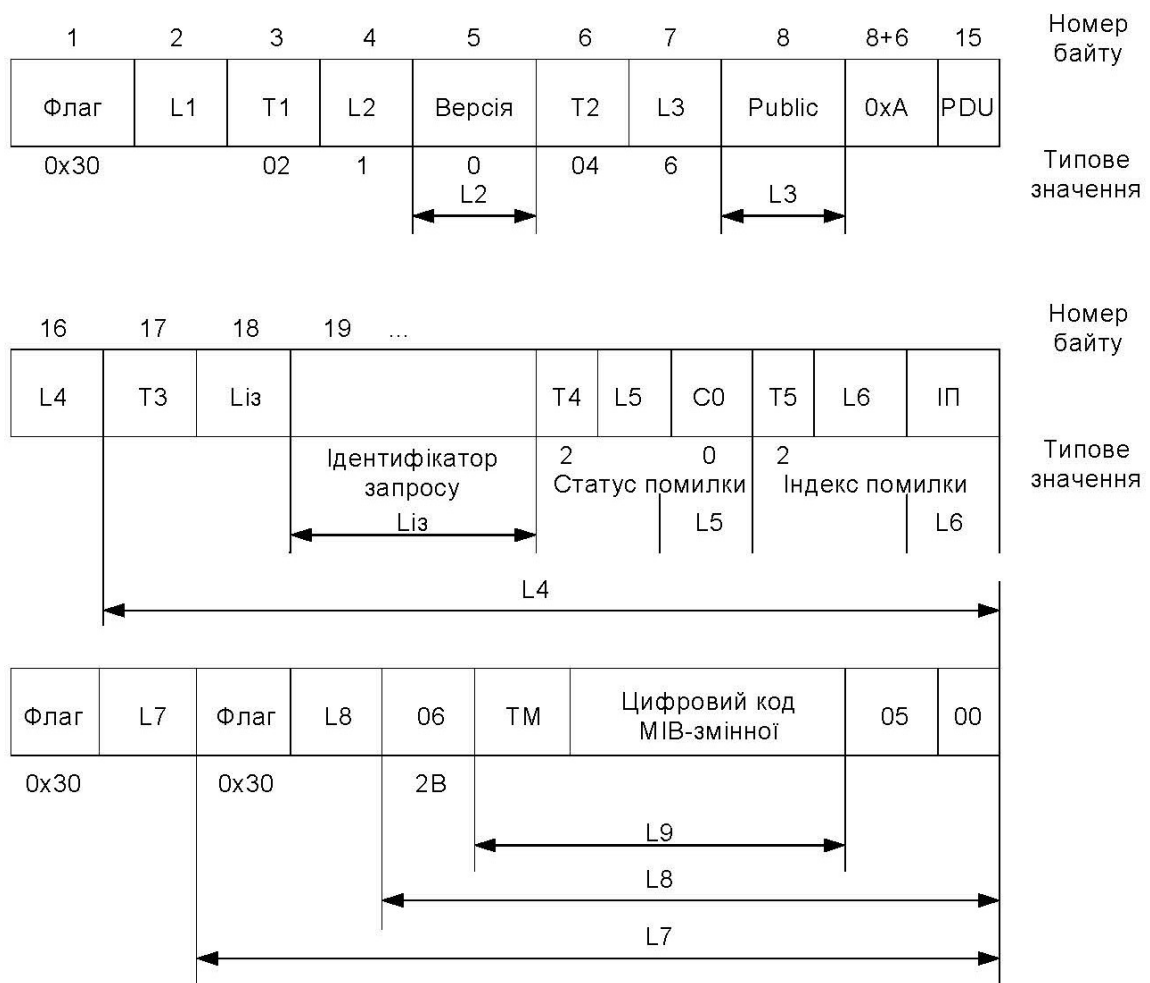 1 2 3 4 5 6 7 8 8+6 15 Номер байту
Флаг L1 T1 L2 Версія T2 L3 Public 0xA PDU
0x30 02 1 0 04 6 Типове значення
L2 L3
16 17 18 19 ... Номер байту
L4 T3 Lіз T4 L5 C0 T5 L6 ІП
2 0 2 Типове значення
Ідентифікатор запросу Статус помилки Індекс помилки
Lіз L5 L6
L4
Флаг L7 Флаг L8 06 TM Цифровий код МІВ-змінної 05 00
0x30 0x30 2B
L9
L8
L7